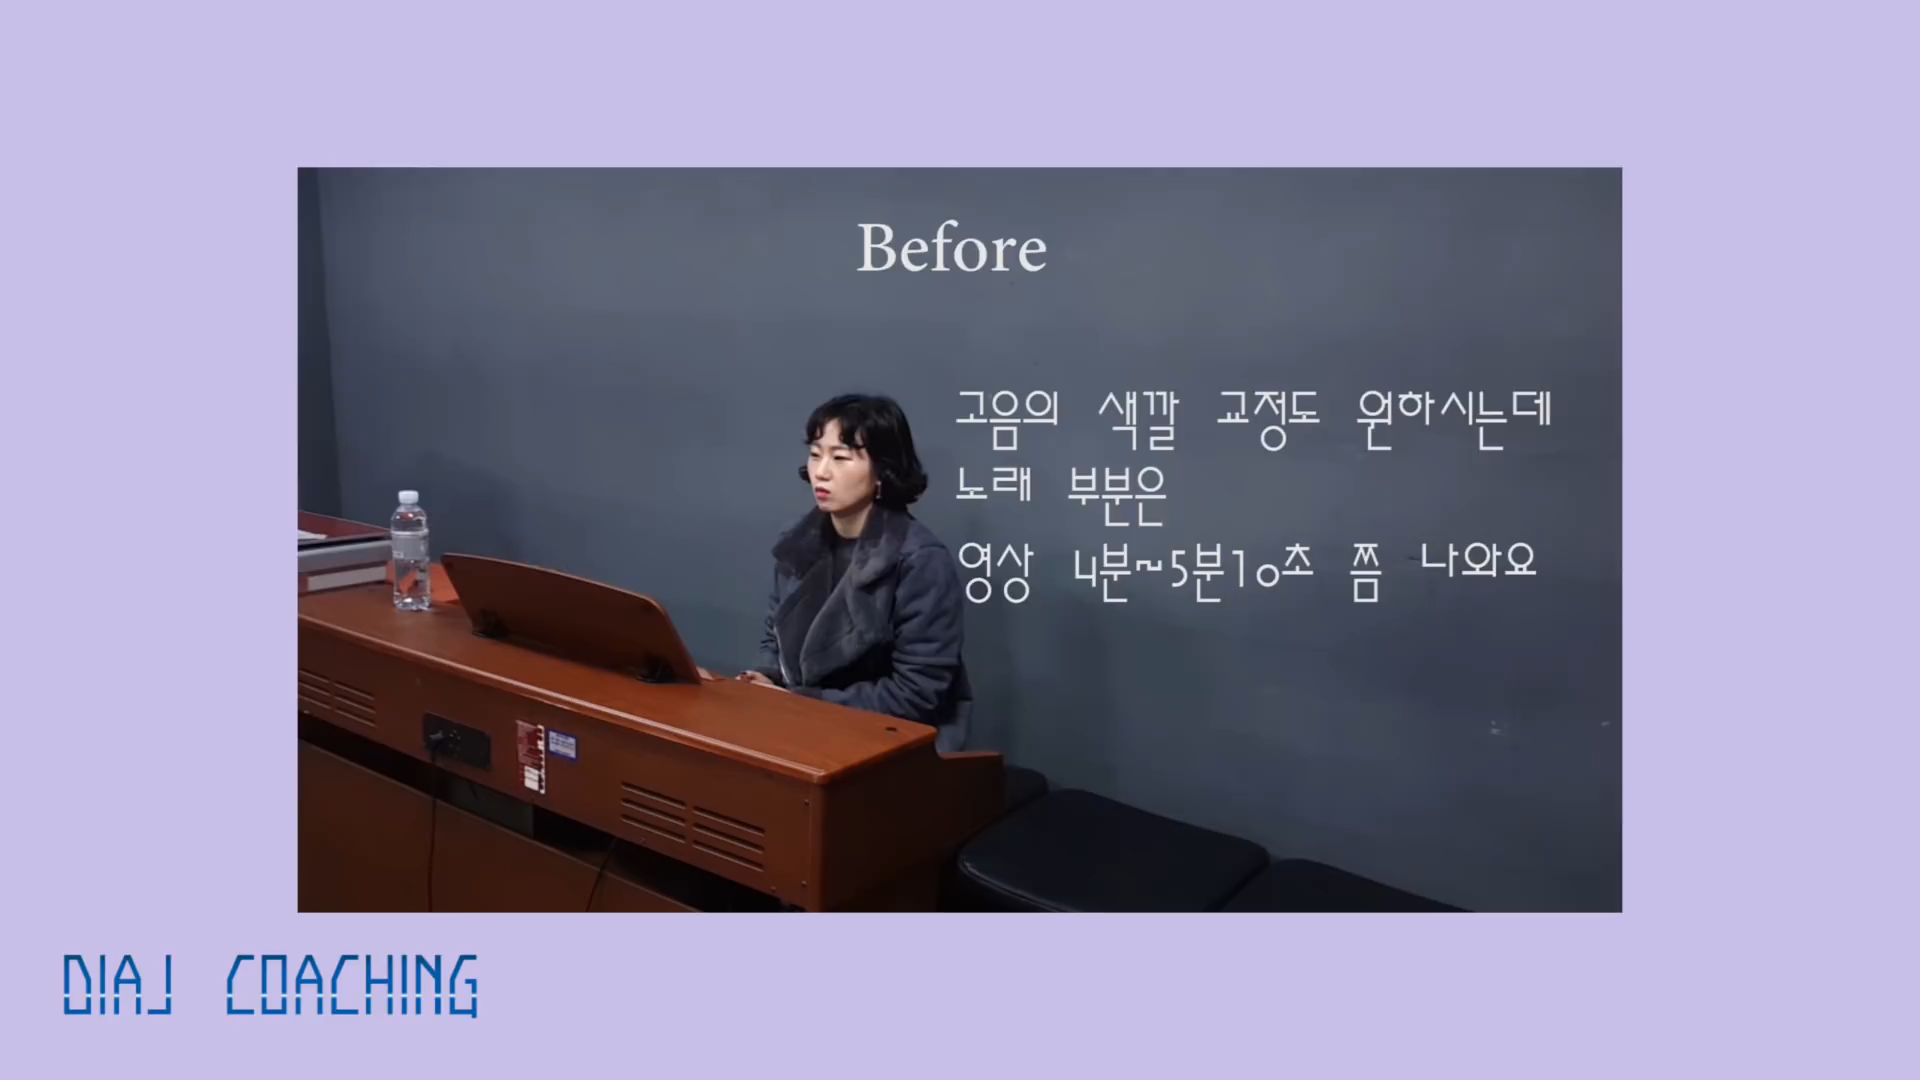 Before
고음의 색깔 교정도 원하시는데
노래 부분은
영상 4분~5분10초 쯤 나와요
DIAJ COACHING